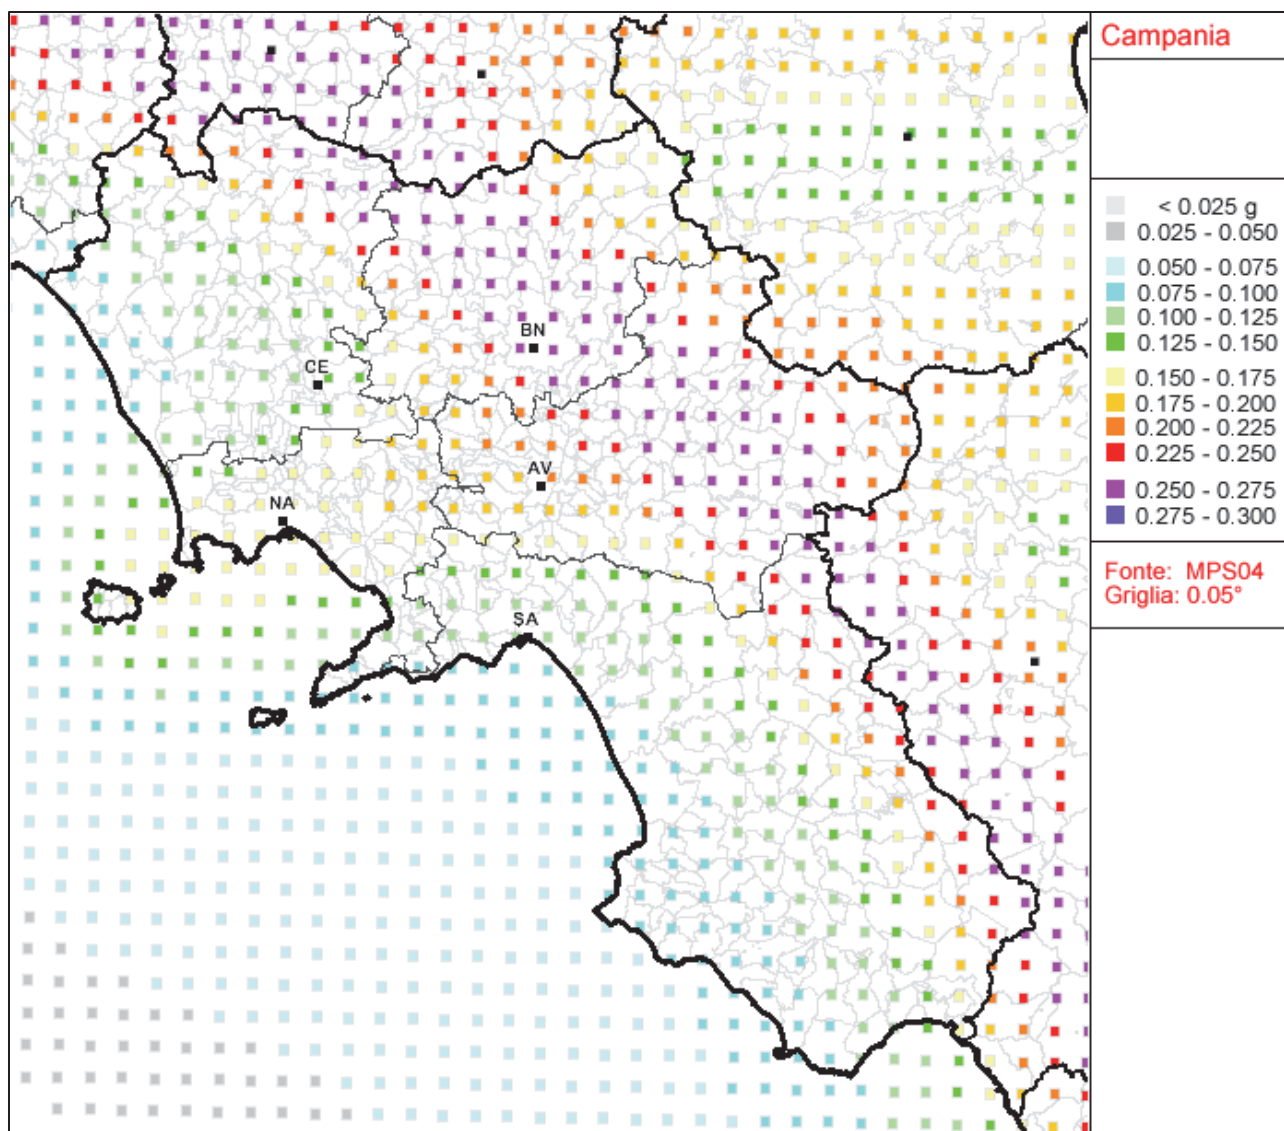 Campania
< 0.025 g
0.025 - 0.050
0.050 - 0.075
0.075 - 0.100
0.100 - 0.125
0.125 - 0.150
0.150 - 0.175
0.175 - 0.200
0.200 - 0.225
0.225 - 0.250
0.250 - 0.275
0.275 - 0.300
Fonte: MPS04
Griglia: 0.05°
BN
CE
AV
NA
SA